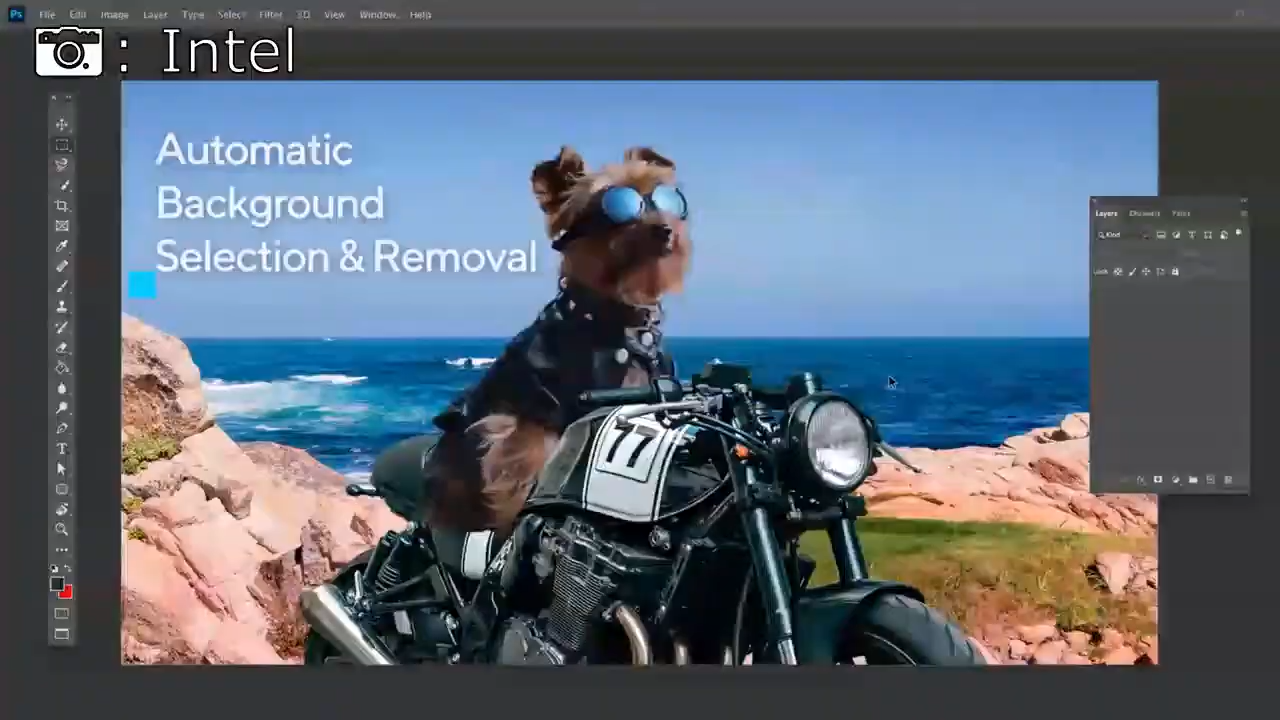 Ps File Edit Image Layer Type Select Filter 3D View Window Help
: Intel
Automatic
Background
Selection & Removal
Layers Channels Paths
Kind
Lock:
77